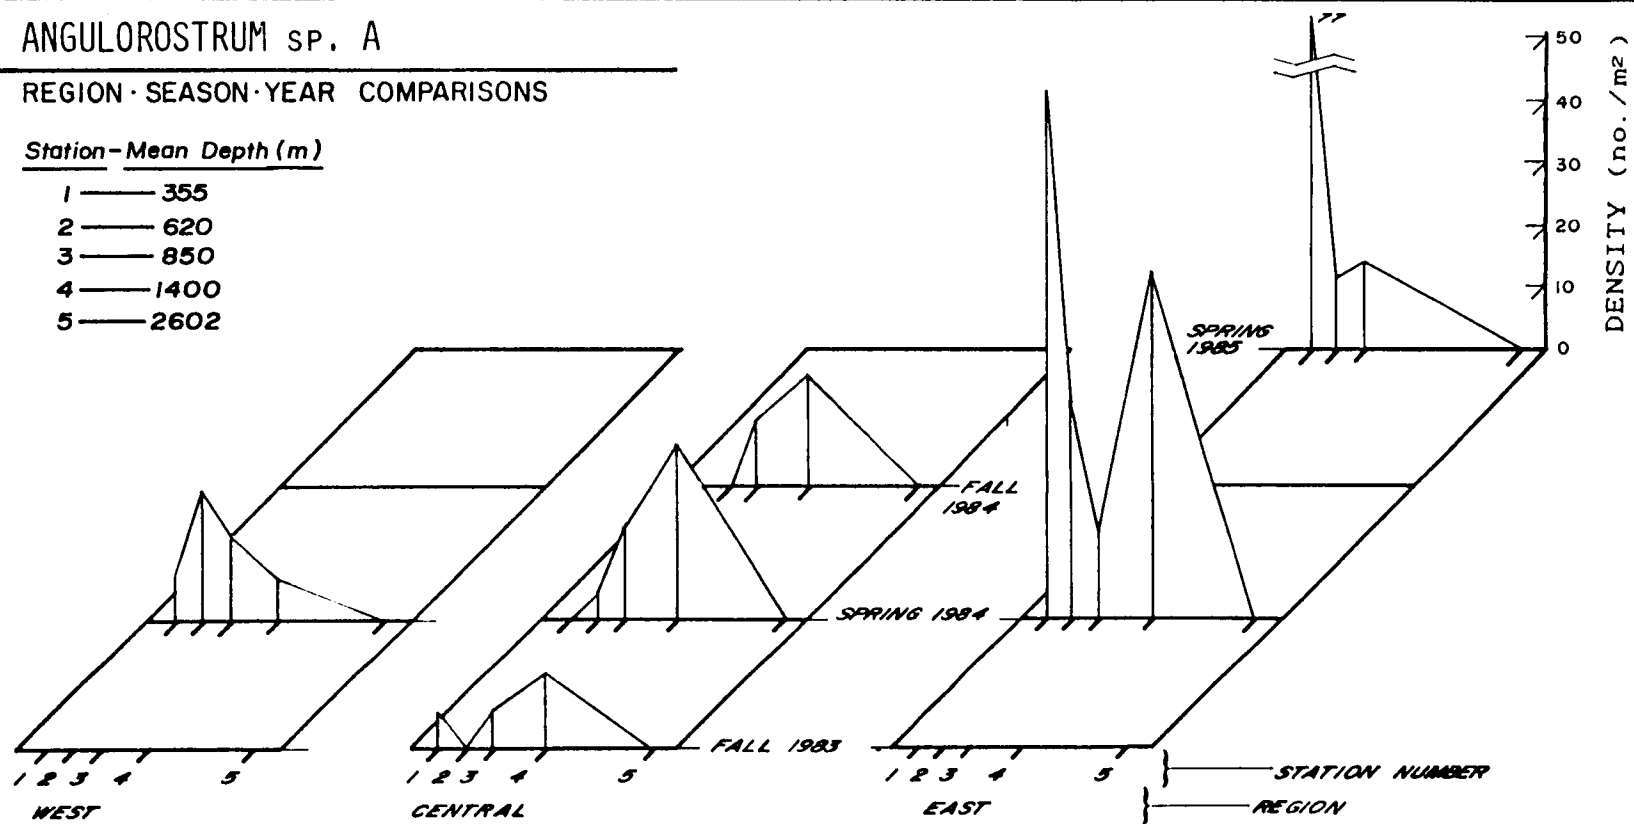 ANGULOROSTRUM SP. A
REGION · SEASON · YEAR COMPARISONS
Station - Mean Depth (m)
1 355
2 620
3 850
4 1400
5 2602
77
50
40
30
20
10
0
DENSITY (no./m²)
SPRING
1985
FALL
1984
SPRING 1984
FALL 1983
1 2 3 4 5
1 2 3 4 5
1 2 3 4 5
STATION NUMBER
WEST
CENTRAL
EAST
REGION